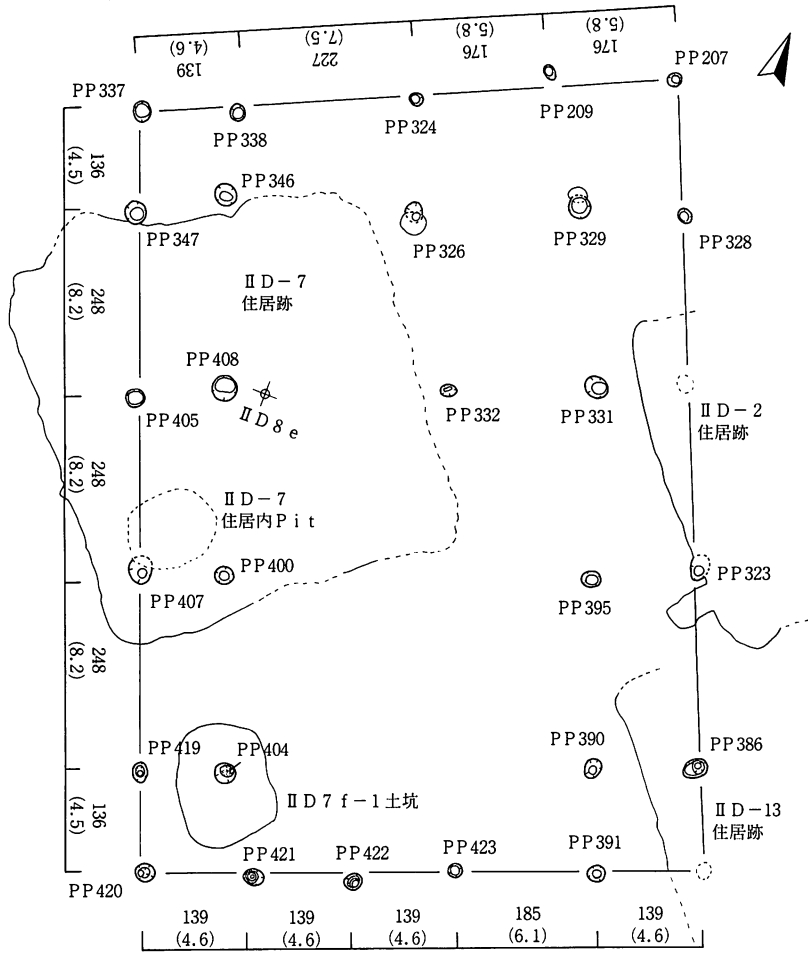 139
(4.6)
227
(7.5)
176
(5.8)
176
(5.8)
PP207
PP337
PP338
PP324
PP209
136
(4.5)
PP346
PP347
PP326
PP329
PP328
ⅡD-7
住居跡
248
(8.2)
PP408
PP405
ⅡD8e
PP332
PP331
ⅡD-2
住居跡
248
(8.2)
ⅡD-7
住居内Pit
PP400
PP407
PP395
PP323
248
(8.2)
PP419
PP404
PP390
PP386
ⅡD7f-1土坑
ⅡD-13
住居跡
136
(4.5)
PP420
PP421
PP422
PP423
PP391
139
(4.6)
139
(4.6)
139
(4.6)
185
(6.1)
139
(4.6)